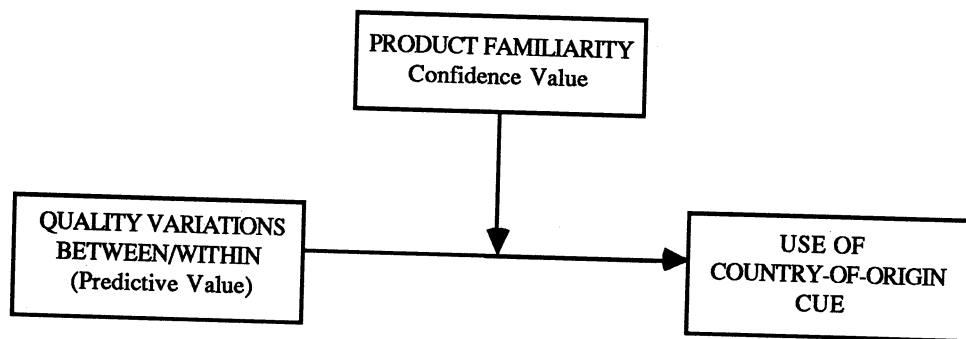 PRODUCT FAMILIARITY
Confidence Value
QUALITY VARIATIONS
BETWEEN/WITHIN
(Predictive Value)
USE OF
COUNTRY-OF-ORIGIN
CUE